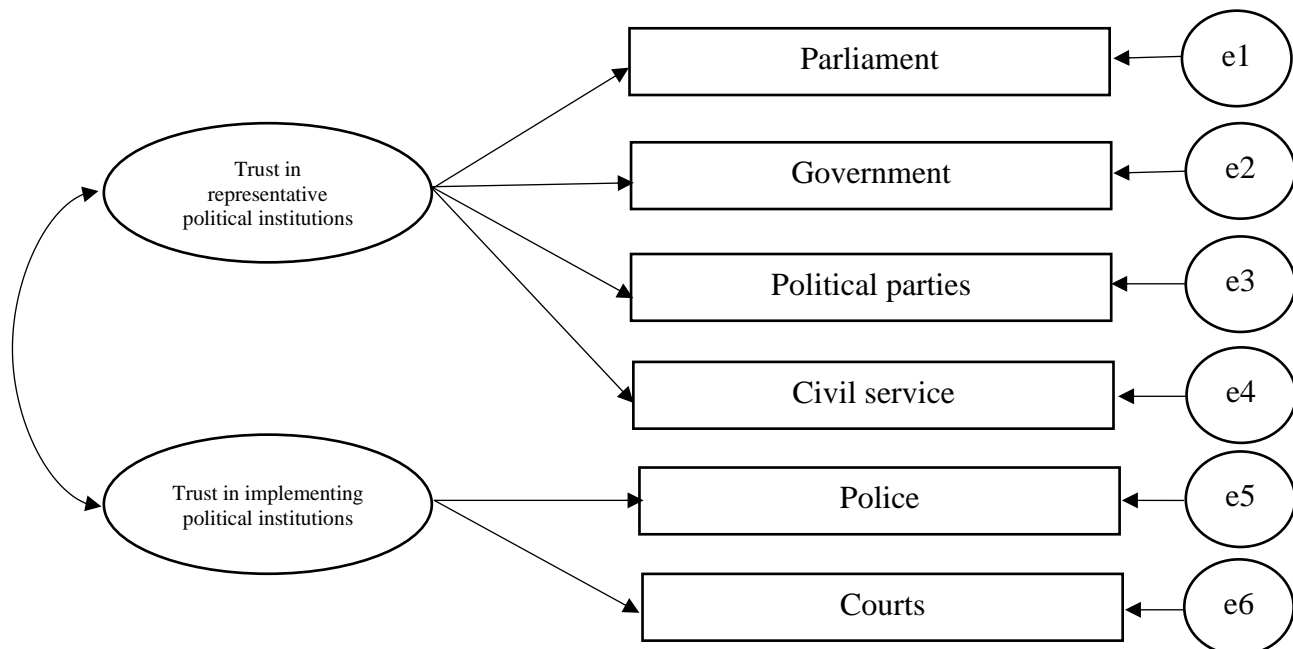 Parliament
e1
Trust in
representative
political institutions
Government
e2
Political parties
e3
Civil service
e4
Trust in implementing
political institutions
Police
e5
Courts
e6